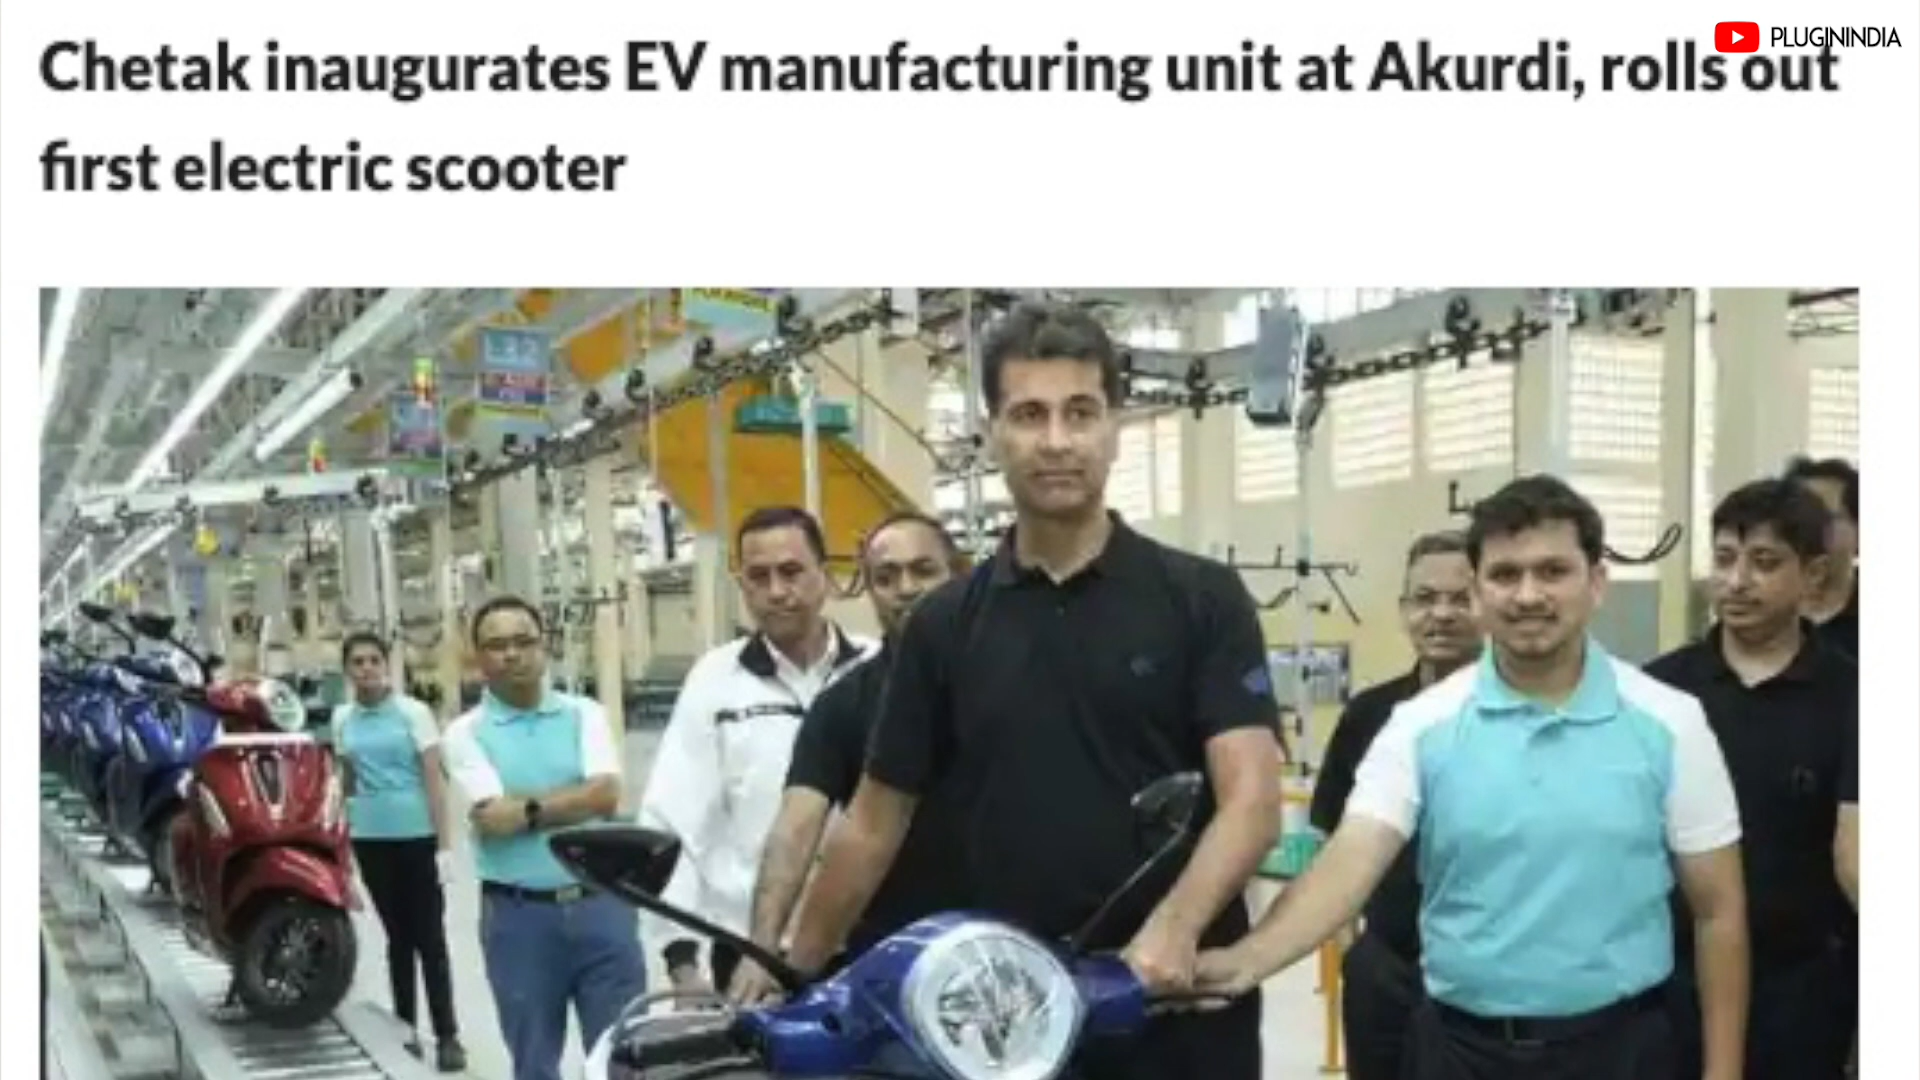 Chetak inaugurates EV manufacturing unit at Akurdi, rolls out
first electric scooter
PLUGININDIA